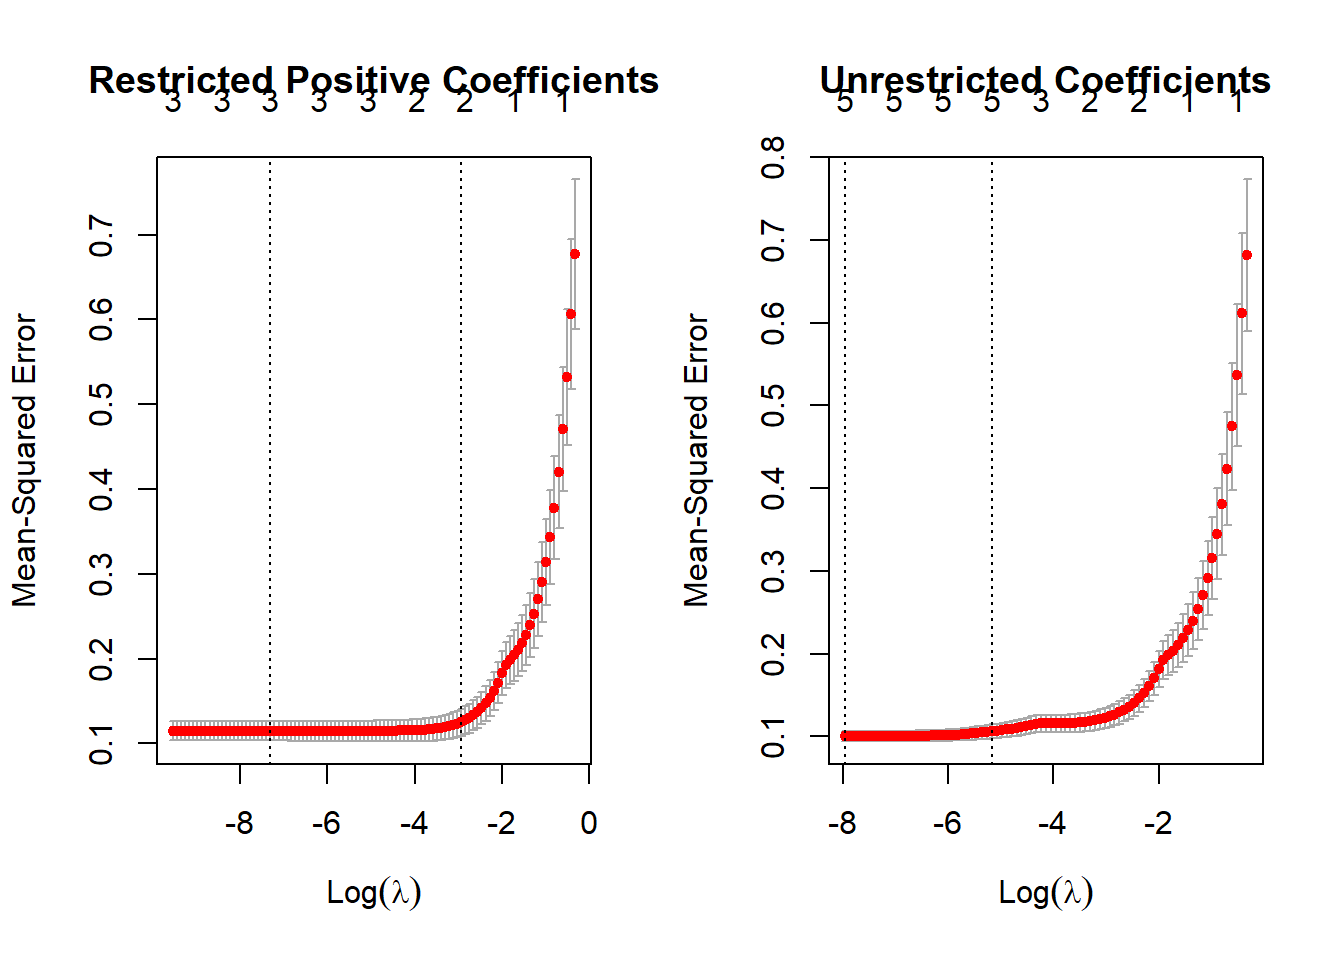 Restricted Positive Coefficients
3 3 3 3 3 2 2 1 1
Mean-Squared Error
0.7
0.6
0.5
0.4
0.3
0.2
0.1
-8 -6 -4 -2 0
Log(λ)
Unrestricted Coefficients
5 5 5 5 3 2 2 1 1
Mean-Squared Error
0.8
0.7
0.6
0.5
0.4
0.3
0.2
0.1
-8 -6 -4 -2
Log(λ)